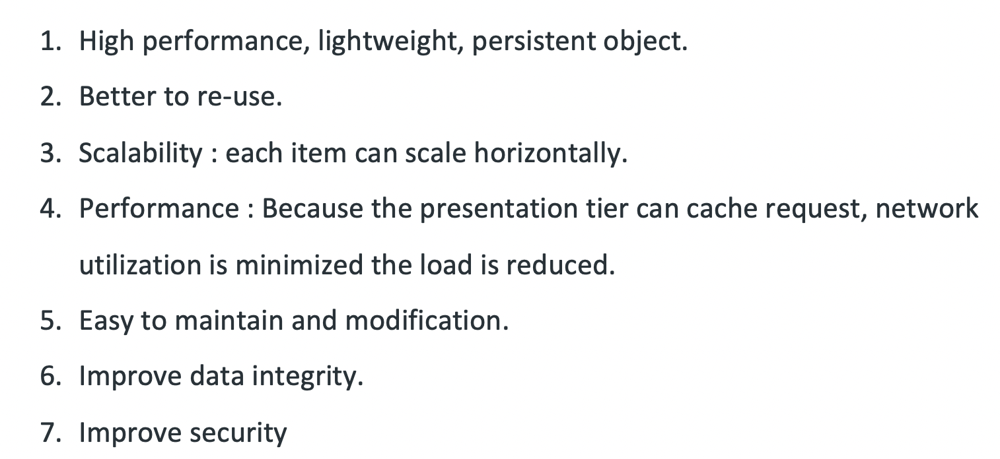 1. High performance, lightweight, persistent object.
2. Better to re-use.
3. Scalability : each item can scale horizontally.
4. Performance : Because the presentation tier can cache request, network
utilization is minimized the load is reduced.
5. Easy to maintain and modification.
6. Improve data integrity.
7. Improve security